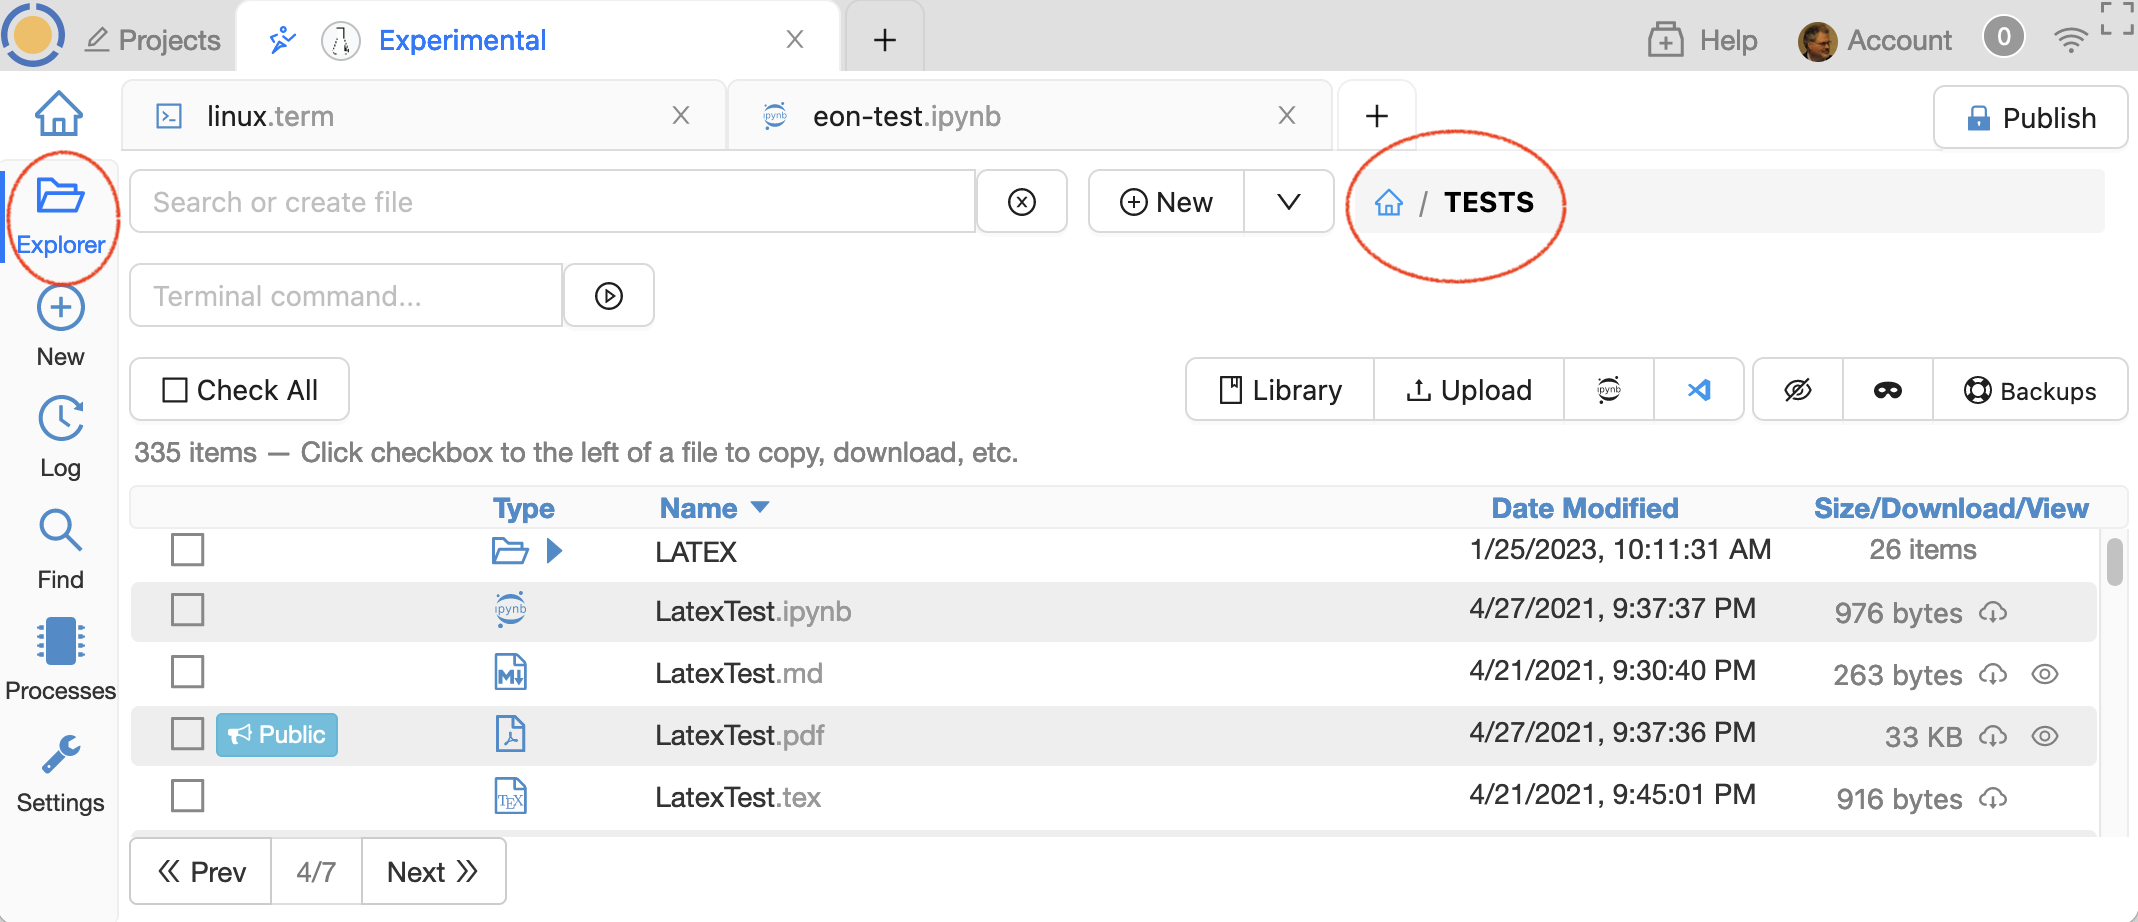 Projects Experimental X + Help Account 0
linux.term X eon-test.ipynb X + Publish
Search or create file New / TESTS
Explorer
Terminal command...
New
Check All Library Upload ipynb Backups
335 items — Click checkbox to the left of a file to copy, download, etc.
Log
Type Name Date Modified Size/Download/View
LATEX 1/25/2023, 10:11:31 AM 26 items
Find
ipynb LatexTest.ipynb 4/27/2021, 9:37:37 PM 976 bytes
LatexTest.md 4/21/2021, 9:30:40 PM 263 bytes
Processes
Public LatexTest.pdf 4/27/2021, 9:37:36 PM 33 KB
TEX LatexTest.tex 4/21/2021, 9:45:01 PM 916 bytes
Settings
« Prev 4/7 Next »